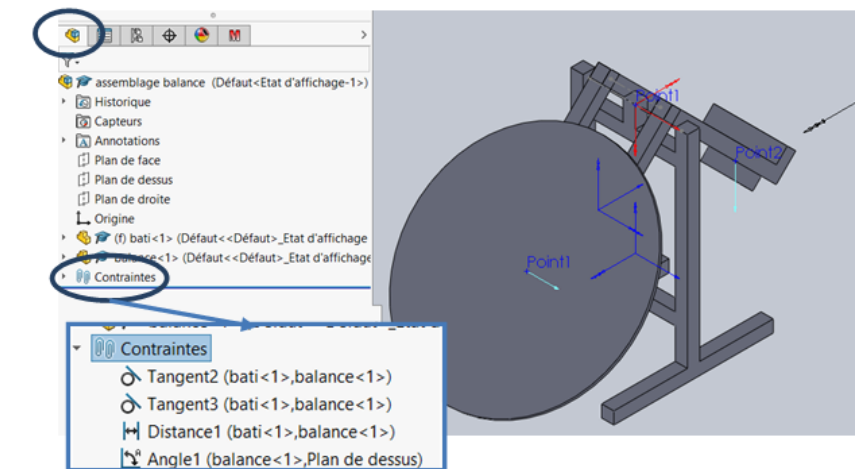 assemblage balance (Défaut<Etat d'affichage-1>)
Historique
Capteurs
Annotations
Plan de face
Plan de dessus
Plan de droite
Origine
(f) bati<1> (Défaut<<Défaut>_Etat d'affichage
balance<1> (Défaut<<Défaut>_Etat d'affichage
Contraintes
Contraintes
Tangent2 (bati<1>,balance<1>)
Tangent3 (bati<1>,balance<1>)
Distance1 (bati<1>,balance<1>)
Angle1 (balance<1>,Plan de dessus)
Point1
Point2
Point1